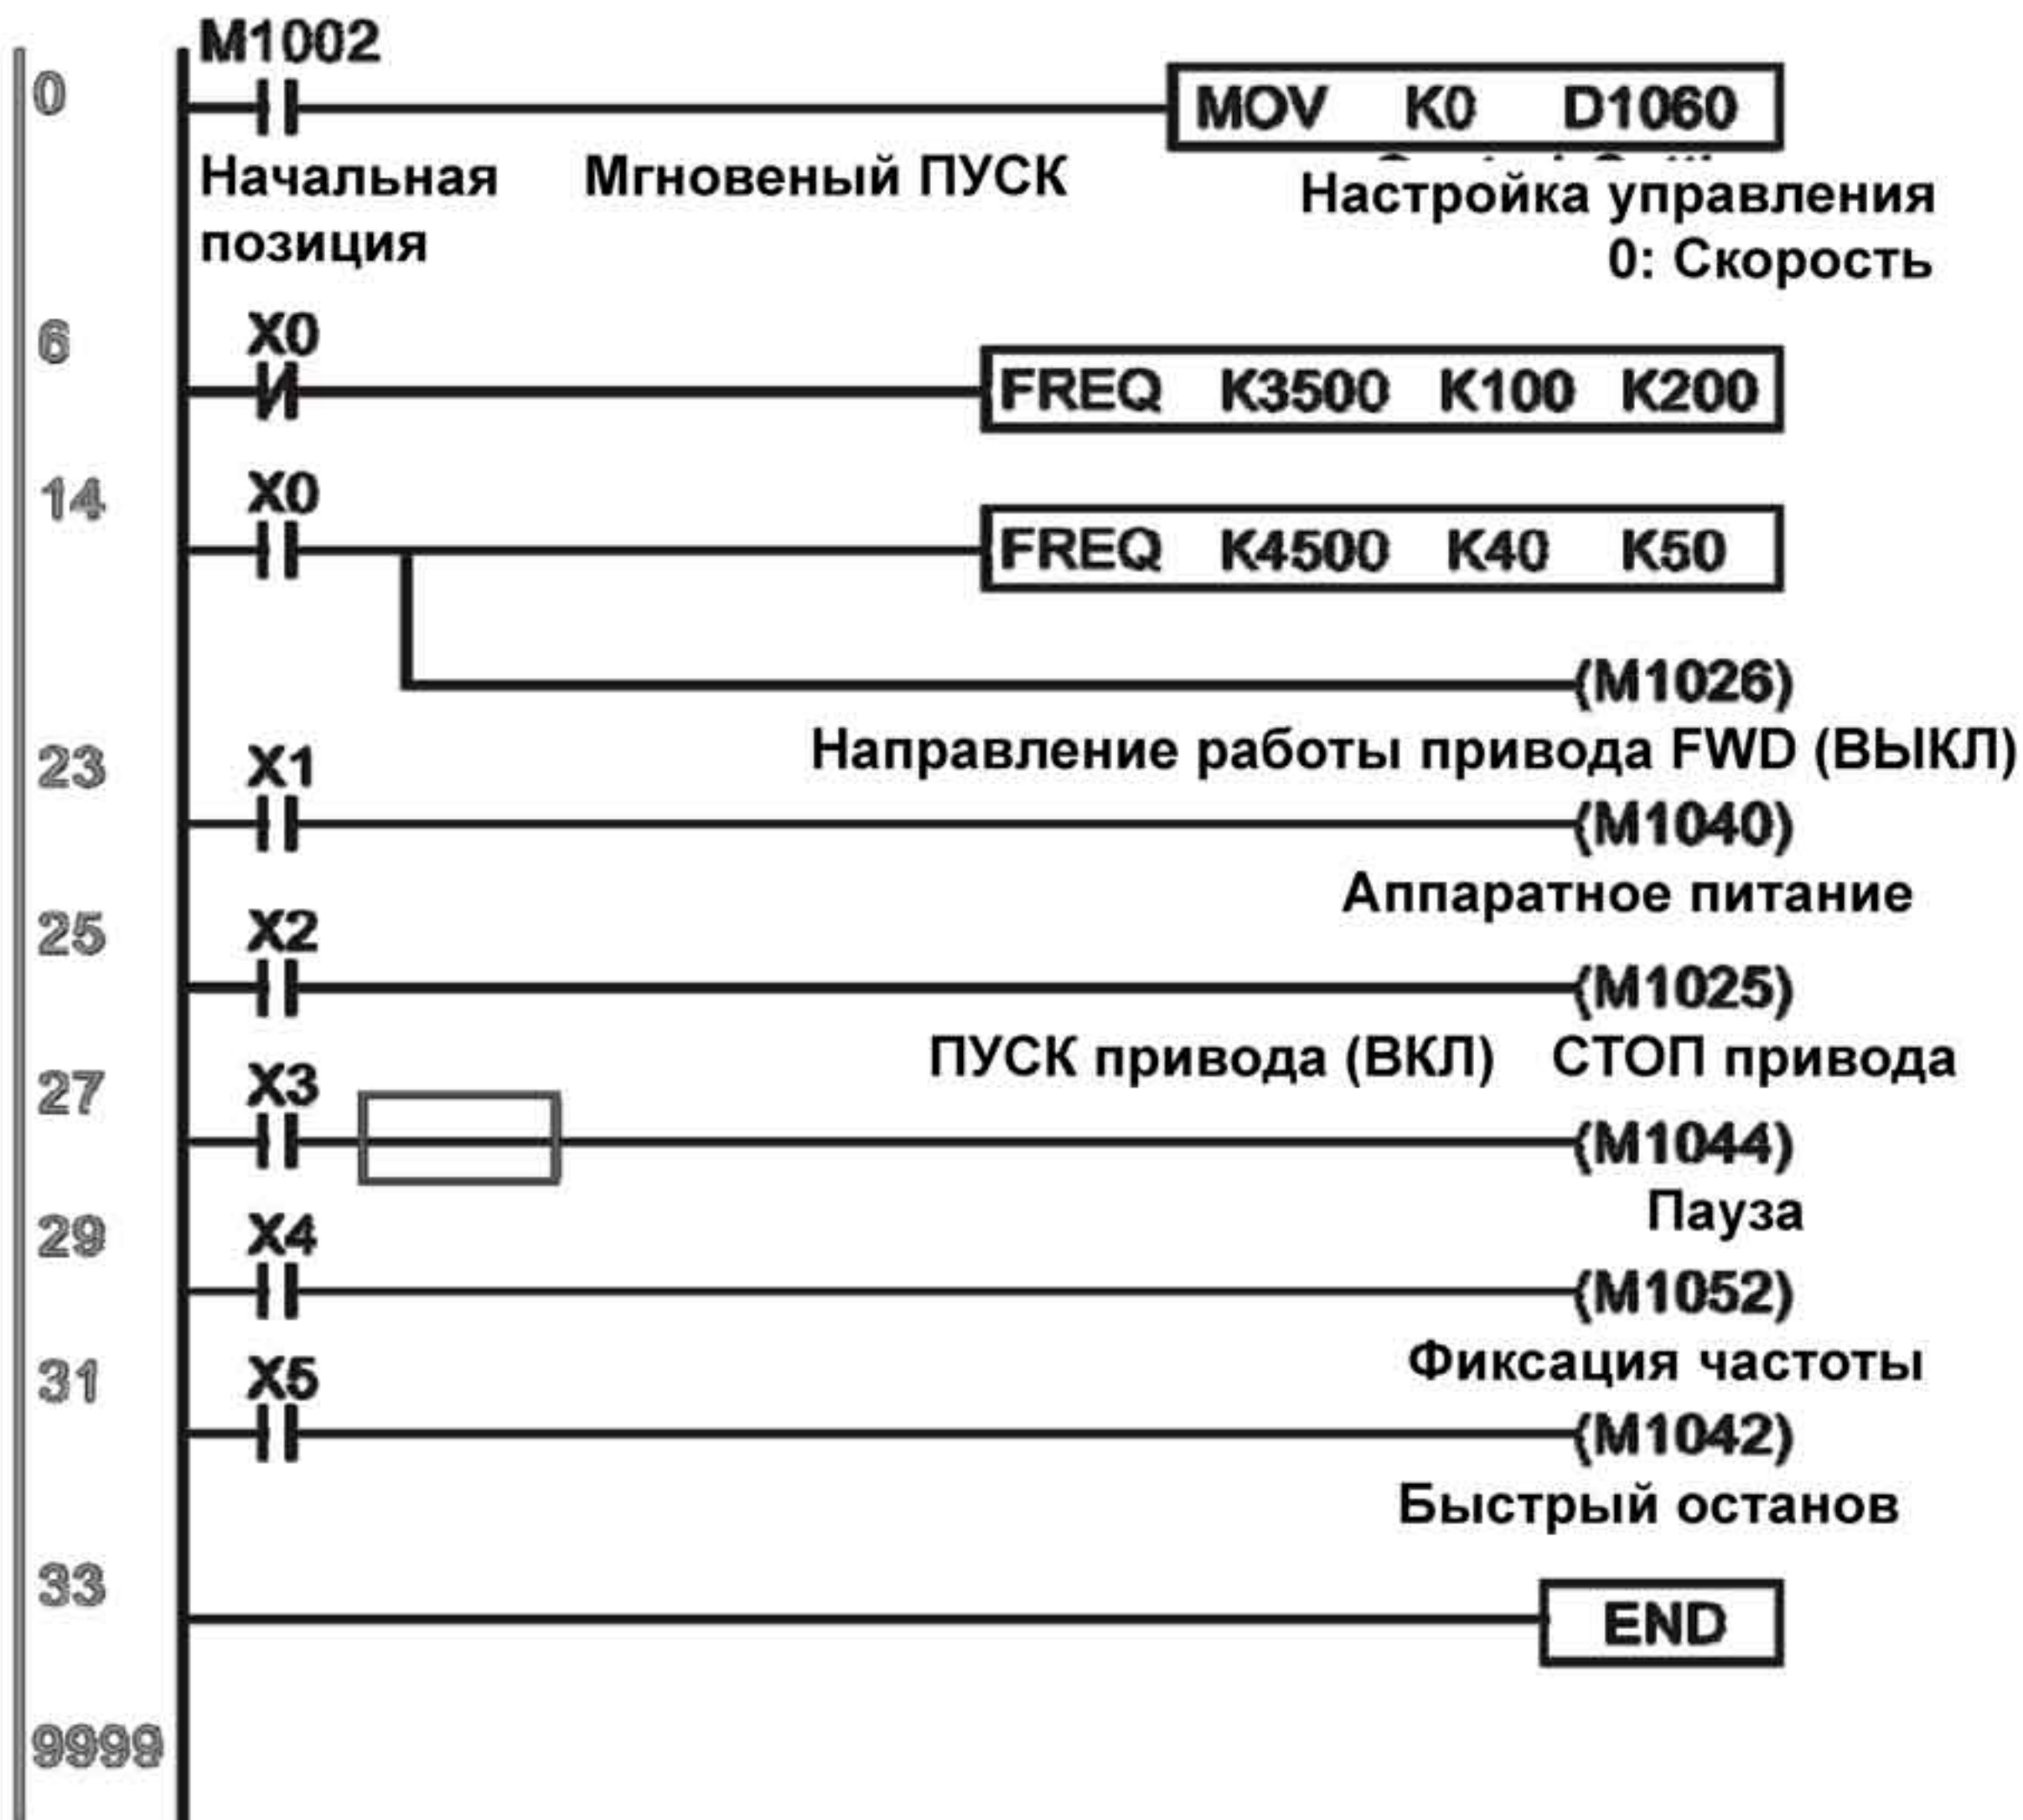 M1002
0
MOV K0 D1060
Начальная позиция
Мгновеный ПУСК
Настройка управления
0: Скорость
6
X0
FREQ K3500 K100 K200
14
X0
FREQ K4500 K40 K50
(M1026)
Направление работы привода FWD (ВЫКЛ)
23
X1
(M1040)
Аппаратное питание
25
X2
(M1025)
ПУСК привода (ВКЛ) СТОП привода
27
X3
(M1044)
Пауза
29
X4
(M1052)
Фиксация частоты
31
X5
(M1042)
Быстрый останов
33
END
9999